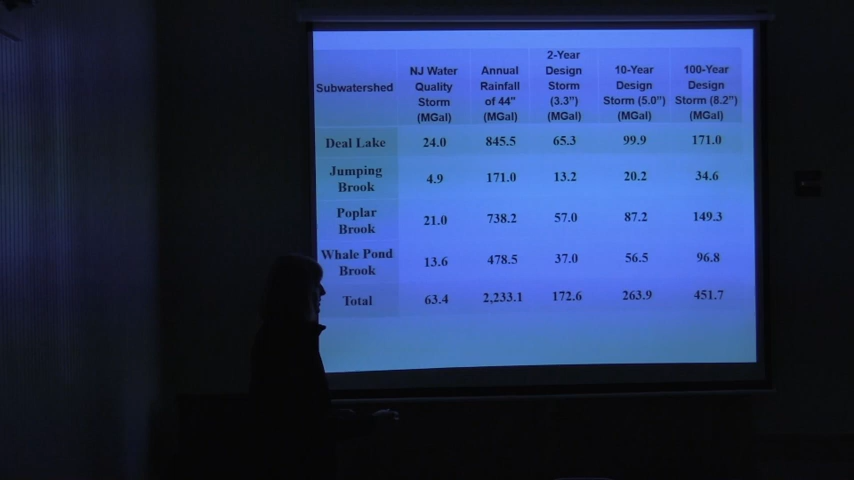 Subwatershed NJ Water Quality Storm (MGal) Annual Rainfall of 44" (MGal) 2-Year Design Storm (3.3") (MGal) 10-Year Design Storm (5.0") (MGal) 100-Year Design Storm (8.2") (MGal)
Deal Lake 24.0 845.5 65.3 99.9 171.0
Jumping Brook 4.9 171.0 13.2 20.2 34.6
Poplar Brook 21.0 738.2 57.0 87.2 149.3
Whale Pond Brook 13.6 478.5 37.0 56.5 96.8
Total 63.4 2,233.1 172.6 263.9 451.7